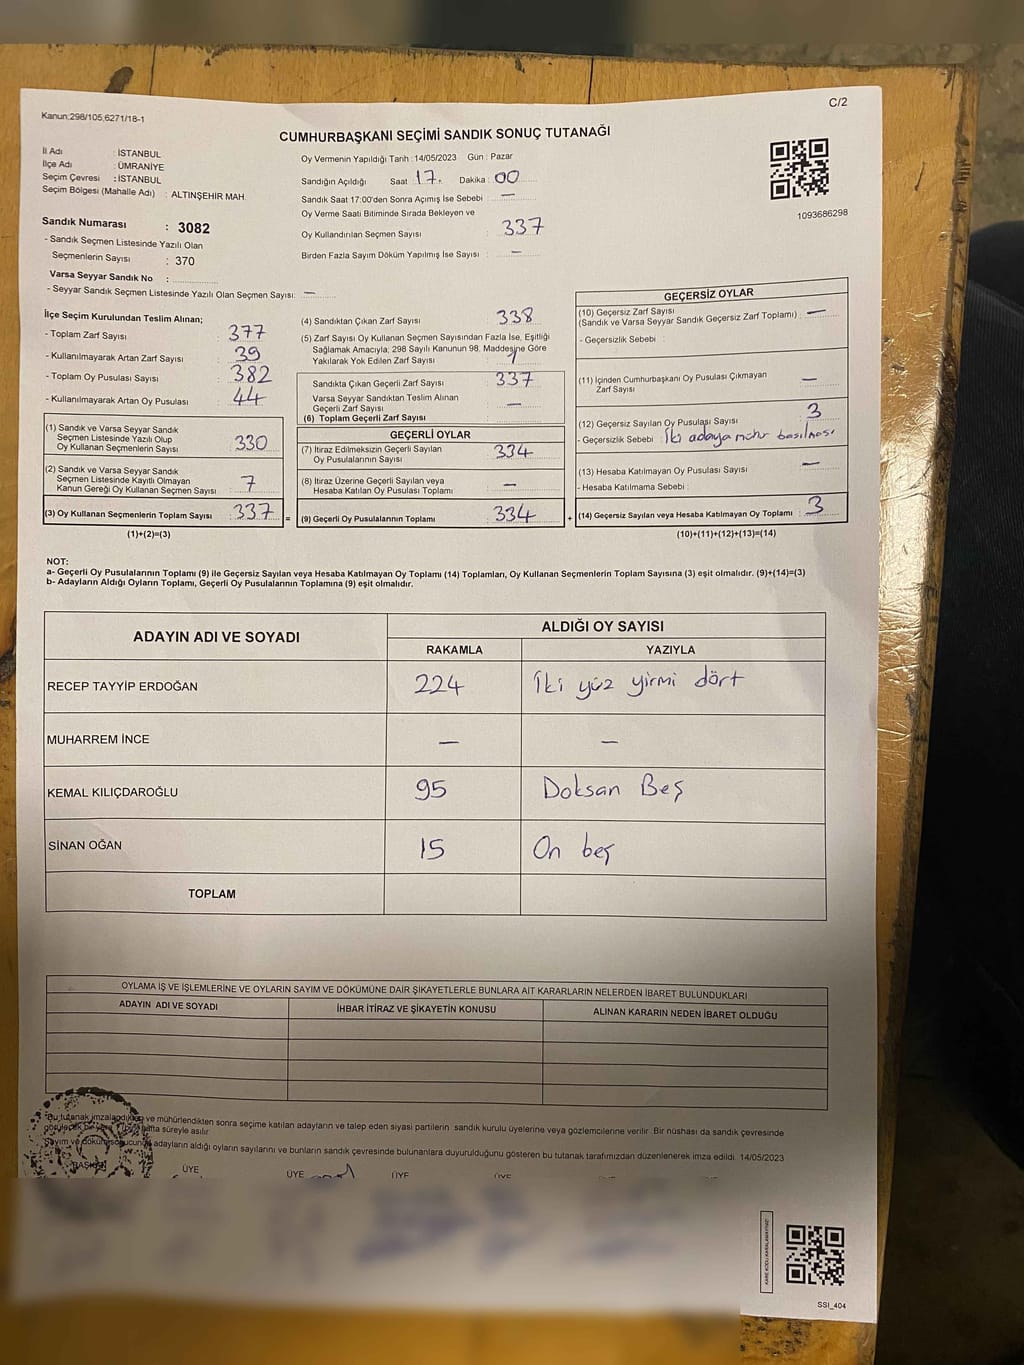 C/2
Kanun:298/105,6271/18-1
CUMHURBAŞKANI SEÇİMİ SANDIK SONUÇ TUTANAĞI
İl Adı : İSTANBUL
İlçe Adı : ÜMRANİYE
Seçim Çevresi : İSTANBUL
Seçim Bölgesi (Mahalle Adı) : ALTINŞEHİR MAH.
Oy Vermenin Yapıldığı Tarih :14/05/2023 Gün : Pazar
Sandığın Açıldığı Saat : 17. Dakika : 00
Sandık Saat 17:00'den Sonra Açımış İse Sebebi : —
Oy Verme Saati Bitiminde Sırada Bekleyen ve
Oy Kullandırılan Seçmen Sayısı : 337
Birden Fazla Sayım Döküm Yapılmış İse Sayısı : —
1093686298
Sandık Numarası : 3082
- Sandık Seçmen Listesinde Yazılı Olan
Seçmenlerin Sayısı : 370
Varsa Seyyar Sandık No :
- Seyyar Sandık Seçmen Listesinde Yazılı Olan Seçmen Sayısı: —
İlçe Seçim Kurulundan Teslim Alınan;
- Toplam Zarf Sayısı : 377
- Kullanılmayarak Artan Zarf Sayısı : 39
- Toplam Oy Pusulası Sayısı : 382
- Kullanılmayarak Artan Oy Pusulası : 44
(1) Sandık ve Varsa Seyyar Sandık
Seçmen Listesinde Yazılı Olup
Oy Kullanan Seçmenlerin Sayısı : 330
(2) Sandık ve Varsa Seyyar Sandık
Seçmen Listesinde Kayıtlı Olmayan
Kanun Gereği Oy Kullanan Seçmen Sayısı : 7
(3) Oy Kullanan Seçmenlerin Toplam Sayısı : 337 =
(1)+(2)=(3)
(4) Sandıktan Çıkan Zarf Sayısı : 338
(5) Zarf Sayısı Oy Kullanan Seçmen Sayısından Fazla İse, Eşitliği
Sağlamak Amacıyla; 298 Sayılı Kanunun 98. Maddesine Göre
Yakılarak Yok Edilen Zarf Sayısı : 1
Sandıkta Çıkan Geçerli Zarf Sayısı : 337
Varsa Seyyar Sandıktan Teslim Alınan
Geçerli Zarf Sayısı : —
(6) Toplam Geçerli Zarf Sayısı
GEÇERLİ OYLAR
(7) İtiraz Edilmeksizin Geçerli Sayılan
Oy Pusulalarının Sayısı : 334
(8) İtiraz Üzerine Geçerli Sayılan veya
Hesaba Katılan Oy Pusulası Toplamı : —
(9) Geçerli Oy Pusulalarının Toplamı : 334 +
GEÇERSİZ OYLAR
(10) Geçersiz Zarf Sayısı
(Sandık ve Varsa Seyyar Sandık Geçersiz Zarf Toplamı) : —
- Geçersizlik Sebebi :
(11) İçinden Cumhurbaşkanı Oy Pusulası Çıkmayan
Zarf Sayısı : —
(12) Geçersiz Sayılan Oy Pusulası Sayısı : 3
- Geçersizlik Sebebi : İki adaya mühür basılması
(13) Hesaba Katılmayan Oy Pusulası Sayısı : —
- Hesaba Katılmama Sebebi :
(14) Geçersiz Sayılan veya Hesaba Katılmayan Oy Toplamı : 3
(10)+(11)+(12)+(13)=(14)
NOT:
a- Geçerli Oy Pusulalarının Toplamı (9) ile Geçersiz Sayılan veya Hesaba Katılmayan Oy Toplamı (14) Toplamları, Oy Kullanan Seçmenlerin Toplam Sayısına (3) eşit olmalıdır. (9)+(14)=(3)
b- Adayların Aldığı Oyların Toplamı, Geçerli Oy Pusulalarının Toplamına (9) eşit olmalıdır.
ADAYIN ADI VE SOYADI ALDIĞI OY SAYISI
RAKAMLA YAZIYLA
RECEP TAYYİP ERDOĞAN 224 İki yüz yirmi dört
MUHARREM İNCE — —
KEMAL KILIÇDAROĞLU 95 Doksan Beş
SİNAN OĞAN 15 On beş
TOPLAM
OYLAMA İŞ VE İŞLEMLERİNE VE OYLARIN SAYIM VE DÖKÜMÜNE DAİR ŞİKAYETLERLE BUNLARA AİT KARARLARIN NELERDEN İBARET BULUNDUKLARI
ADAYIN ADI VE SOYADI İHBAR İTİRAZ VE ŞİKAYETİN KONUSU ALINAN KARARIN NEDEN İBARET OLDUĞU
Bu tutanak imzalandıktan ve mühürlendikten sonra seçime katılan adayların ve talep eden siyasi partilerin sandık kurulu üyelerine veya gözlemcilerine verilir. Bir nüshası da sandık çevresinde
hafta süreyle asılır.
Sayım ve döküm sonucunda adayların aldığı oyların sayılarını ve bunların sandık çevresinde bulunanlara duyurulduğunu gösteren bu tutanak tarafımızdan düzenlenerek imza edildi. 14/05/2023
BAŞKAN ÜYE ÜYE ÜYE ÜYE
SSI_404